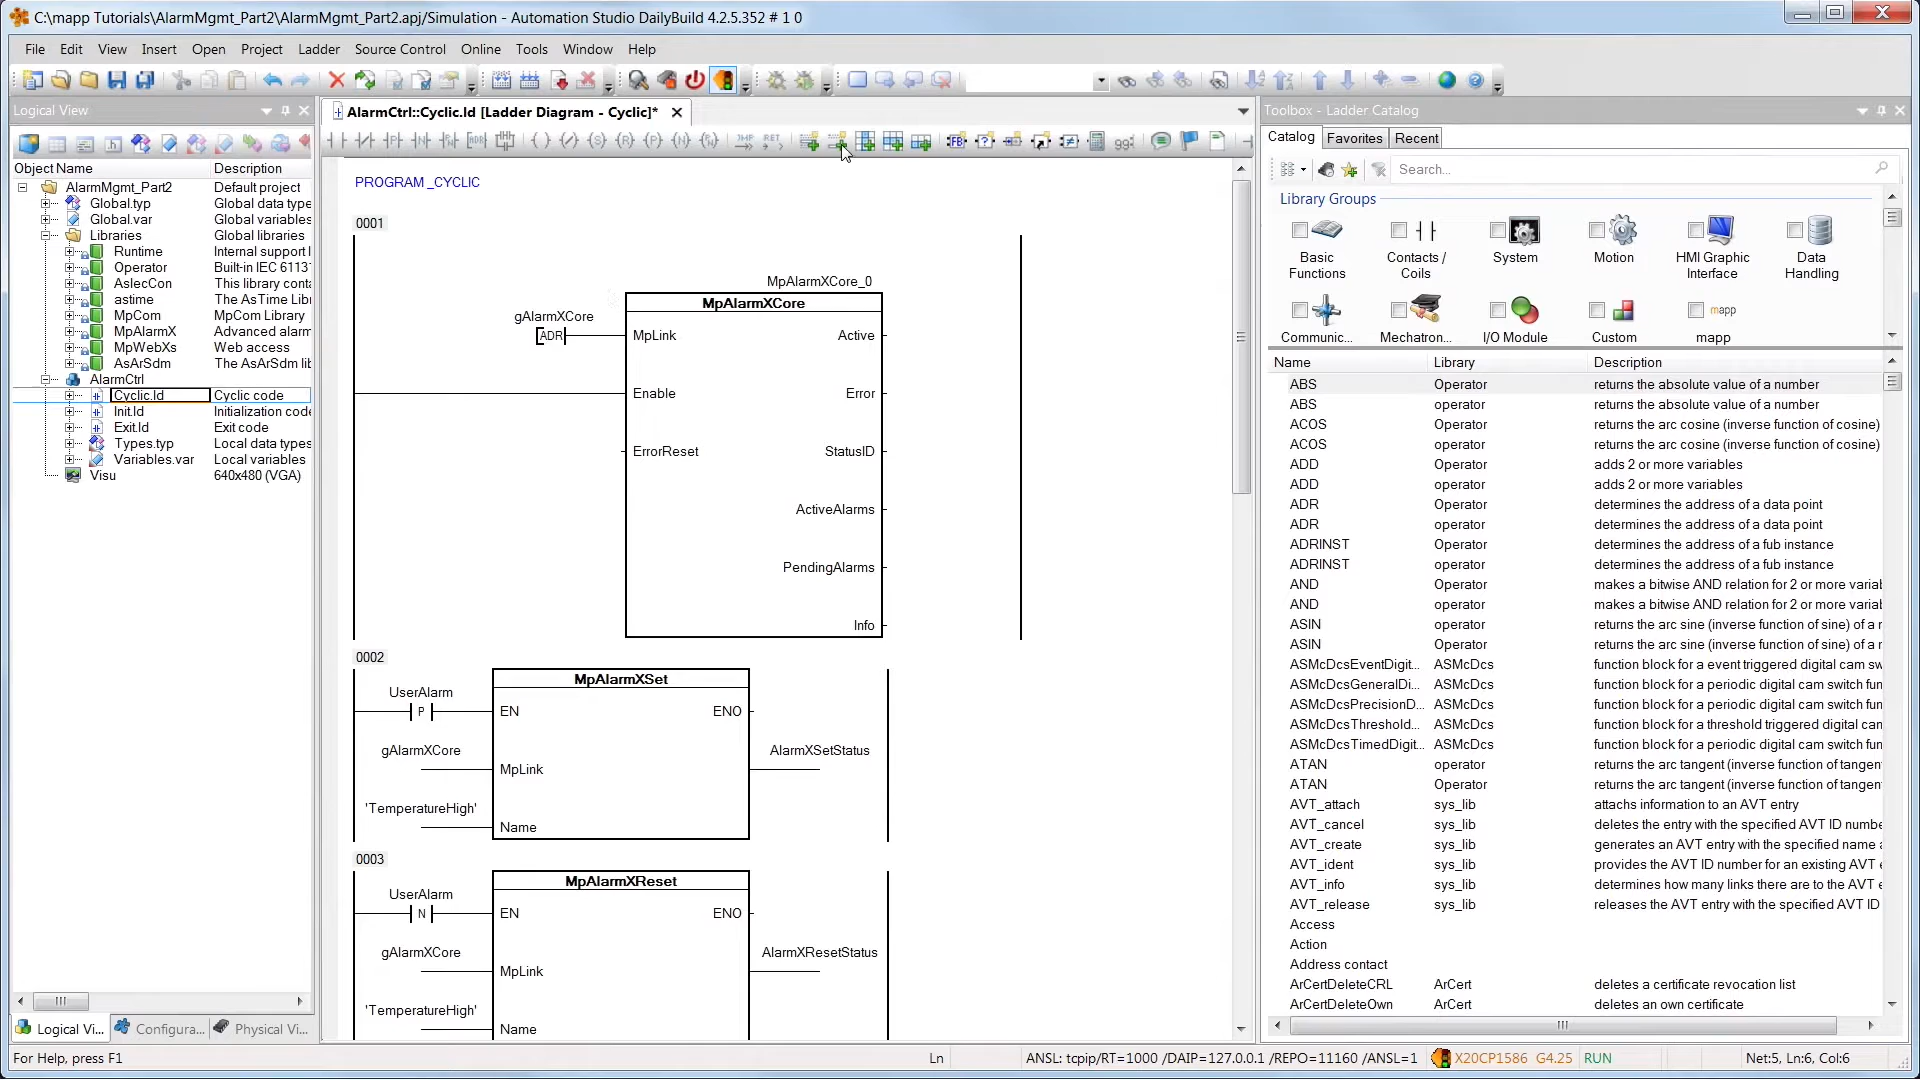 C:\mapp Tutorials\AlarmMgmt_Part2\AlarmMgmt_Part2.apj/Simulation - Automation Studio DailyBuild 4.2.5.352 # 1 0
File Edit View Insert Open Project Ladder Source Control Online Tools Window Help
Logical View
Object Name Description
AlarmMgmt_Part2 Default project
Global.typ Global data types
Global.var Global variables
Libraries Global libraries
Runtime Internal support l
Operator Built-in IEC 6113
AsIecCon This library conta
astime The AsTime Libr
MpCom MpCom Library
MpAlarmX Advanced alarm
MpWebXs Web access
AsArSdm The AsArSdm lib
AlarmCtrl
Cyclic.ld Cyclic code
Init.ld Initialization code
Exit.ld Exit code
Types.typ Local data types
Variables.var Local variables
Visu 640x480 (VGA)
Logical Vi... Configura... Physical Vi...
AlarmCtrl::Cyclic.ld [Ladder Diagram - Cyclic]*
PROGRAM _CYCLIC
0001
MpAlarmXCore_0
MpAlarmXCore
gAlarmXCore
ADR MpLink Active
Enable Error
ErrorReset StatusID
ActiveAlarms
PendingAlarms
Info
0002
MpAlarmXSet
UserAlarm
P EN ENO
gAlarmXCore AlarmXSetStatus
MpLink
'TemperatureHigh'
Name
0003
MpAlarmXReset
UserAlarm
N EN ENO
gAlarmXCore AlarmXResetStatus
MpLink
'TemperatureHigh'
Name
Toolbox - Ladder Catalog
Catalog Favorites Recent
Search...
Library Groups
Basic Functions
Contacts / Coils
System
Motion
HMI Graphic Interface
Data Handling
Communic...
Mechatron...
I/O Module
Custom
mapp
mapp
Name Library Description
ABS Operator returns the absolute value of a number
ABS operator returns the absolute value of a number
ACOS operator returns the arc cosine (inverse function of cosine)
ACOS Operator returns the arc cosine (inverse function of cosine)
ADD Operator adds 2 or more variables
ADD operator adds 2 or more variables
ADR Operator determines the address of a data point
ADR operator determines the address of a data point
ADRINST Operator determines the address of a fub instance
ADRINST operator determines the address of a fub instance
AND Operator makes a bitwise AND relation for 2 or more varial
AND operator makes a bitwise AND relation for 2 or more varial
ASIN operator returns the arc sine (inverse function of sine) of a r
ASIN Operator returns the arc sine (inverse function of sine) of a r
ASMcDcsEventDigit... ASMcDcs function block for a event triggered digital cam sw
ASMcDcsGeneralDi... ASMcDcs function block for a periodic digital cam switch fun
ASMcDcsPrecisionD... ASMcDcs function block for a periodic digital cam switch fun
ASMcDcsThreshold... ASMcDcs function block for a threshold triggered digital can
ASMcDcsTimedDigit... ASMcDcs function block for a periodic digital cam switch fun
ATAN operator returns the arc tangent (inverse function of tangen
ATAN Operator returns the arc tangent (inverse function of tangen
AVT_attach sys_lib attachs information to an AVT entry
AVT_cancel sys_lib deletes the entry with the specified AVT ID numbe
AVT_create sys_lib generates an AVT entry with the specified name a
AVT_ident sys_lib provides the AVT ID number for an existing AVT e
AVT_info sys_lib determines how many links there are to the AVT e
AVT_release sys_lib releases the AVT entry with the specified AVT ID
Access
Action
Address contact
ArCertDeleteCRL ArCert deletes a certificate revocation list
ArCertDeleteOwn ArCert deletes an own certificate
For Help, press F1 Ln ANSL: tcpip/RT=1000 /DAIP=127.0.0.1 /REPO=11160 /ANSL=1 X20CP1586 G4.25 RUN Net:5, Ln:6, Col:6